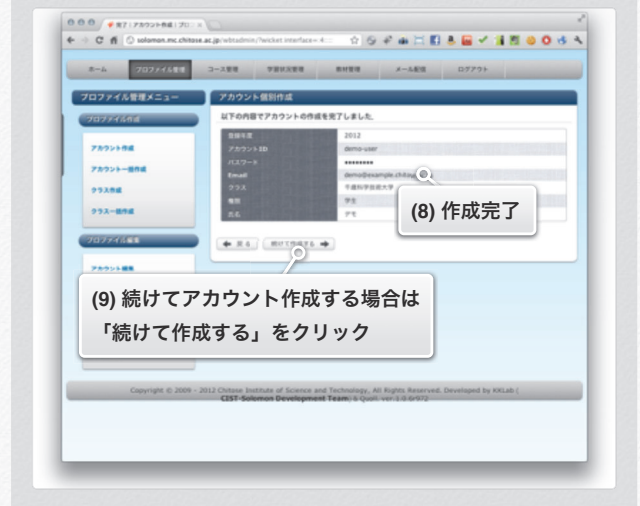 完了 | アカウント作成 | プロ
solomon.mc.chitose.ac.jp/wbtadmin/?wicket:interface=:4:
ホーム プロファイル管理 コース管理 学習状況管理 教材管理 メール配信 ログアウト
プロファイル管理メニュー
プロファイル作成
アカウント作成
アカウント一括作成
クラス作成
クラス一括作成
プロファイル編集
アカウント編集
アカウント個別作成
以下の内容でアカウントの作成を完了しました。
登録年度 2012
アカウントID demo-user
パスワード ********
Email demo@example.chitose
クラス 千歳科学技術大学
種別 学生
氏名 デモ
戻る 続けて作成する
(8) 作成完了
(9) 続けてアカウント作成する場合は
「続けて作成する」をクリック
Copyright © 2009 - 2012 Chitose Institute of Science and Technology, All Rights Reserved. Developed by KKLab (
CIST-Solomon Development Team) & Quoll. ver.1.0.6r972